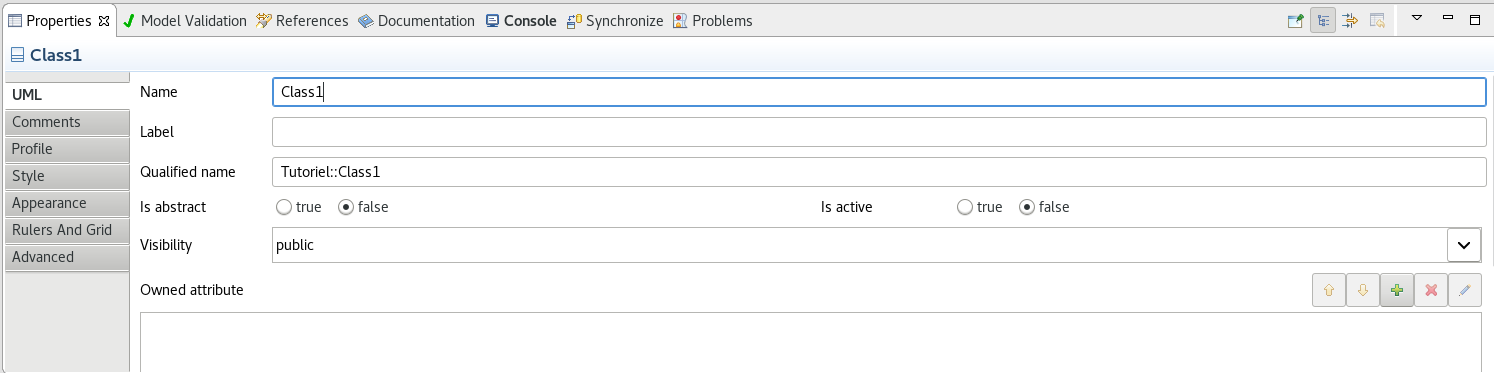 Properties Model Validation References Documentation Console Synchronize Problems
Class1
UML
Comments
Profile
Style
Appearance
Rulers And Grid
Advanced
Name Class1
Label
Qualified name Tutoriel::Class1
Is abstract true false Is active true false
Visibility public
Owned attribute